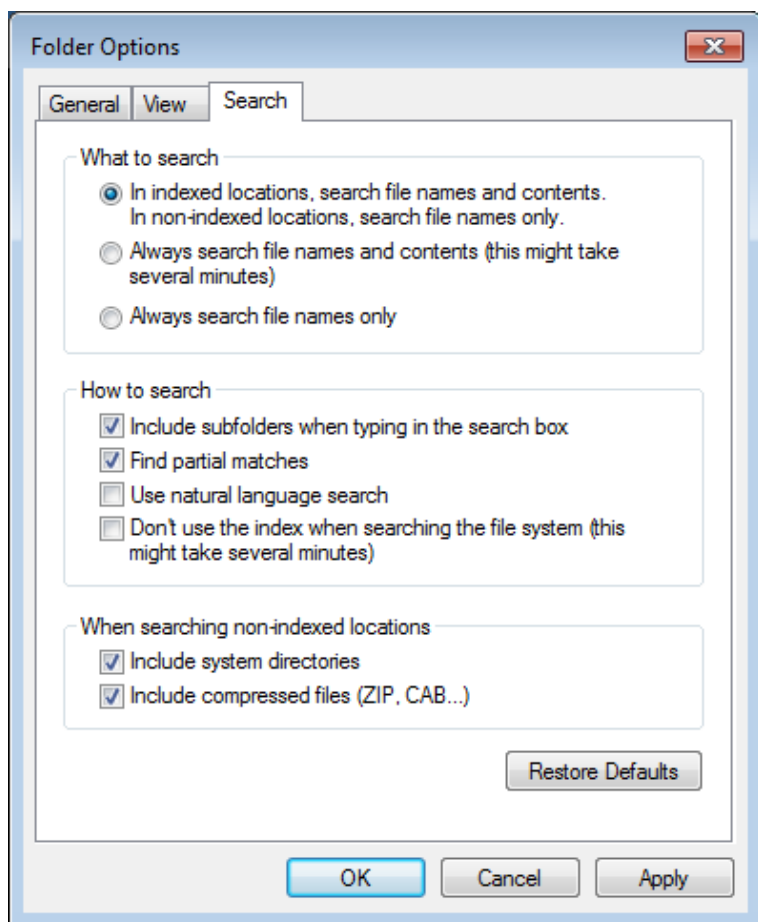 Folder Options
General
View
Search
What to search
In indexed locations, search file names and contents.
In non-indexed locations, search file names only.
Always search file names and contents (this might take
several minutes)
Always search file names only
How to search
Include subfolders when typing in the search box
Find partial matches
Use natural language search
Don't use the index when searching the file system (this
might take several minutes)
When searching non-indexed locations
Include system directories
Include compressed files (ZIP, CAB...)
Restore Defaults
OK
Cancel
Apply